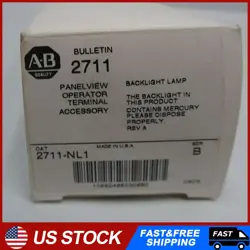 A-B
QUALITY
BULLETIN
2711
PANELVIEW
OPERATOR
TERMINAL
ACCESSORY
BACKLIGHT LAMP
THE BACKLIGHT IN
THIS PRODUCT
CONTAINS MERCURY
PLEASE DISPOSE
PROPERLY.
REV A
CAT
2711-NL1
MADE IN U.S.A.
SER
B
US STOCK
FAST&FREE
SHIPPING